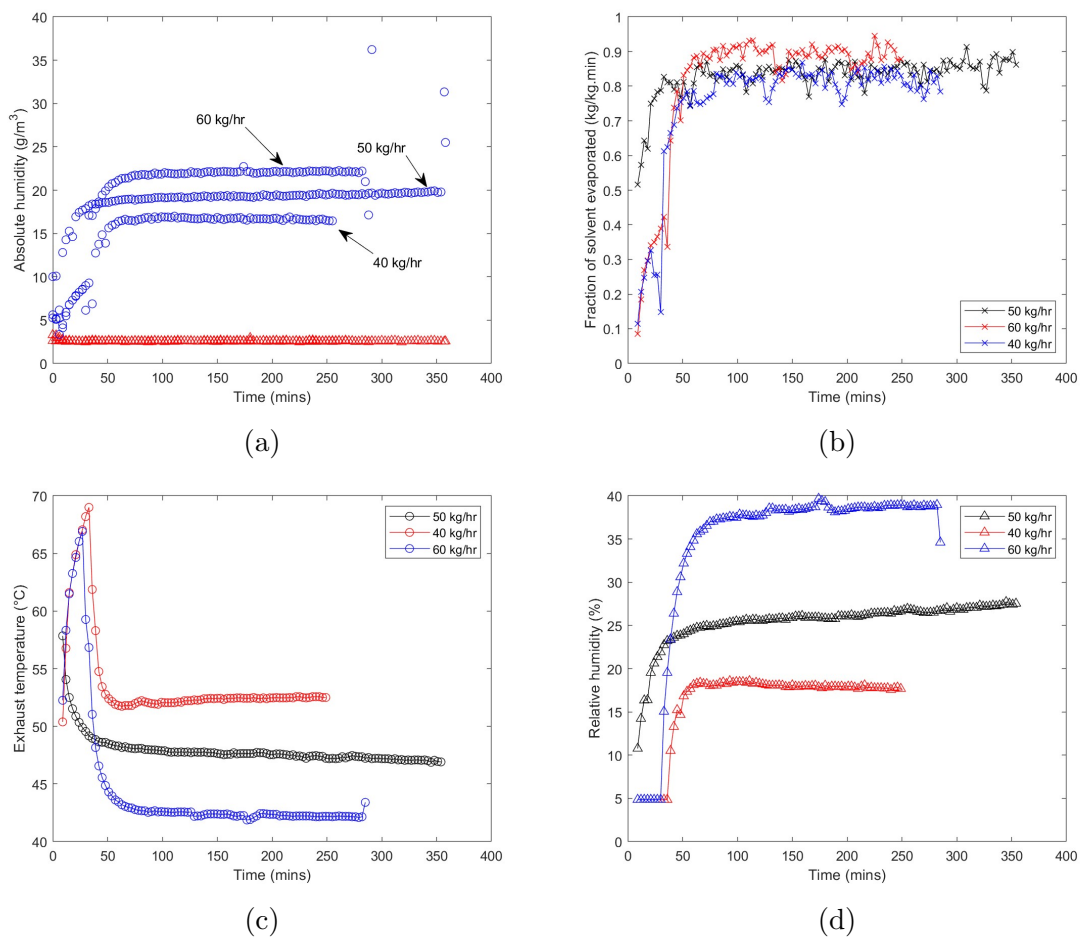 40
35
30
25
20
15
10
5
0
Absolute humidity (g/m³)
60 kg/hr
50 kg/hr
40 kg/hr
0 50 100 150 200 250 300 350 400
Time (mins)
(a)
1
0.9
0.8
0.7
0.6
0.5
0.4
0.3
0.2
0.1
0
Fraction of solvent evaporated (kg/kg.min)
50 kg/hr
60 kg/hr
40 kg/hr
0 50 100 150 200 250 300 350 400
Time (mins)
(b)
70
65
60
55
50
45
40
Exhaust temperature (°C)
50 kg/hr
40 kg/hr
60 kg/hr
0 50 100 150 200 250 300 350 400
Time (mins)
(c)
40
35
30
25
20
15
10
5
0
Relative humidity (%)
50 kg/hr
40 kg/hr
60 kg/hr
0 50 100 150 200 250 300 350 400
Time (mins)
(d)